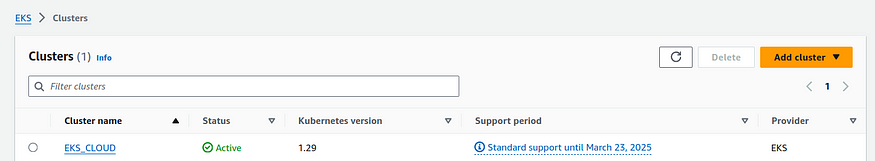 EKS > Clusters
Clusters (1) Info
Delete
Add cluster
Filter clusters
1
Cluster name Status Kubernetes version Support period Provider
EKS_CLOUD Active 1.29 Standard support until March 23, 2025 EKS